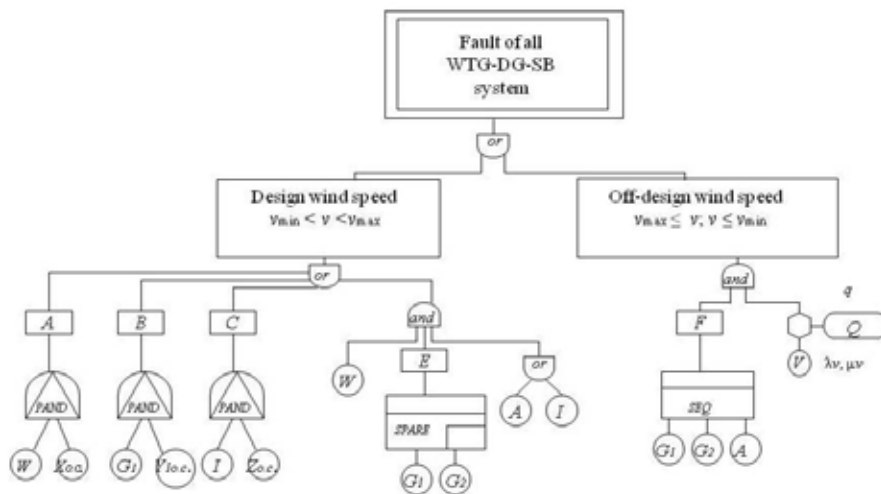 Fault of all
WTG-DG-SB
system
or
Design wind speed
vmin < v <vmax
Off-design wind speed
vmax ≤ v; v ≤ vmin
or
and
q
A
B
C
and
F
Q
W
E
or
V
λv, μv
PAND
PAND
PAND
SPARE
A
I
SEQ
W
G1
I
Zo.c.
G1
G2
G1
G2
A